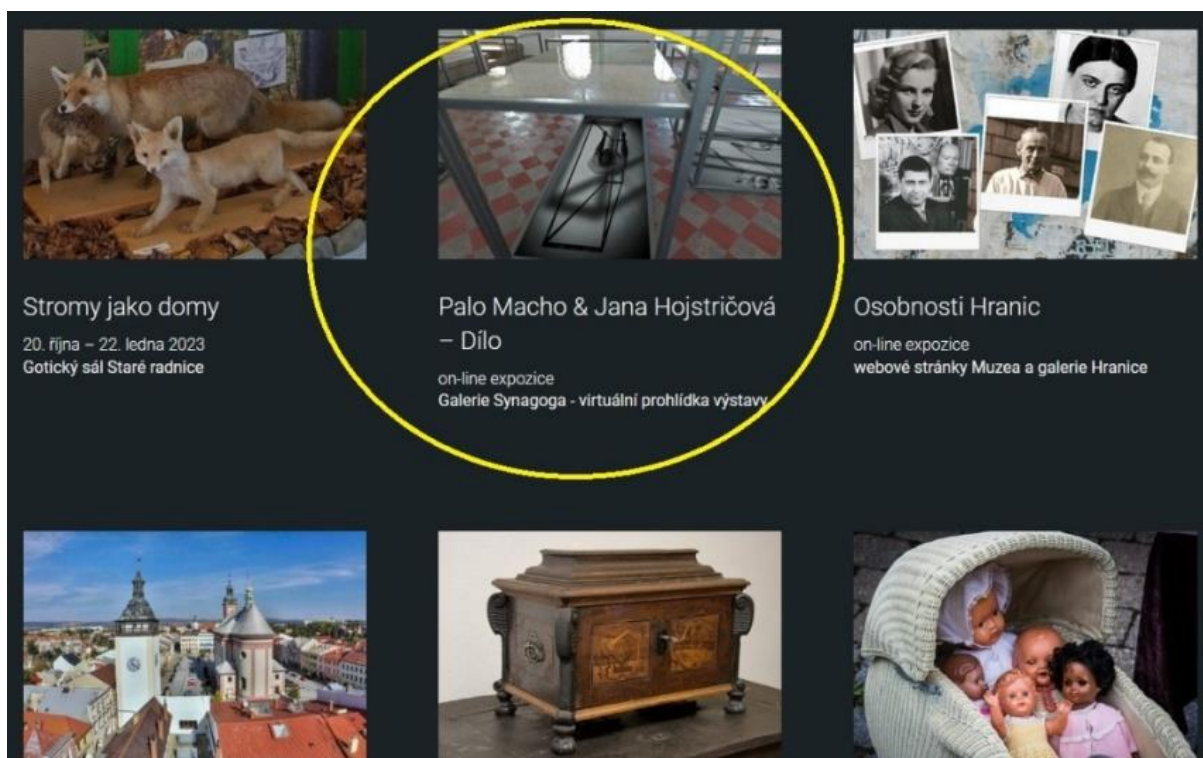 Stromy jako domy
20. října – 22. ledna 2023
Gotický sál Staré radnice
Palo Macho & Jana Hojstričová
– Dílo
on-line expozice
Galerie Synagoga - virtuální prohlídka výstavy
Osobnosti Hranic
on-line expozice
webové stránky Muzea a galerie Hranice